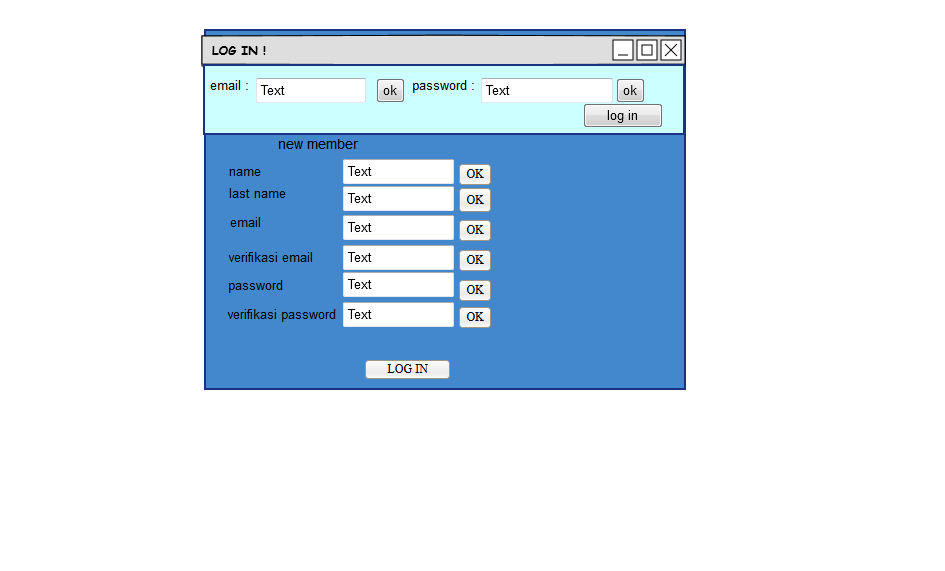 LOG IN !
email : Text ok password : Text ok
log in
new member
name Text OK
last name Text OK
email Text OK
verifikasi email Text OK
password Text OK
verifikasi password Text OK
LOG IN